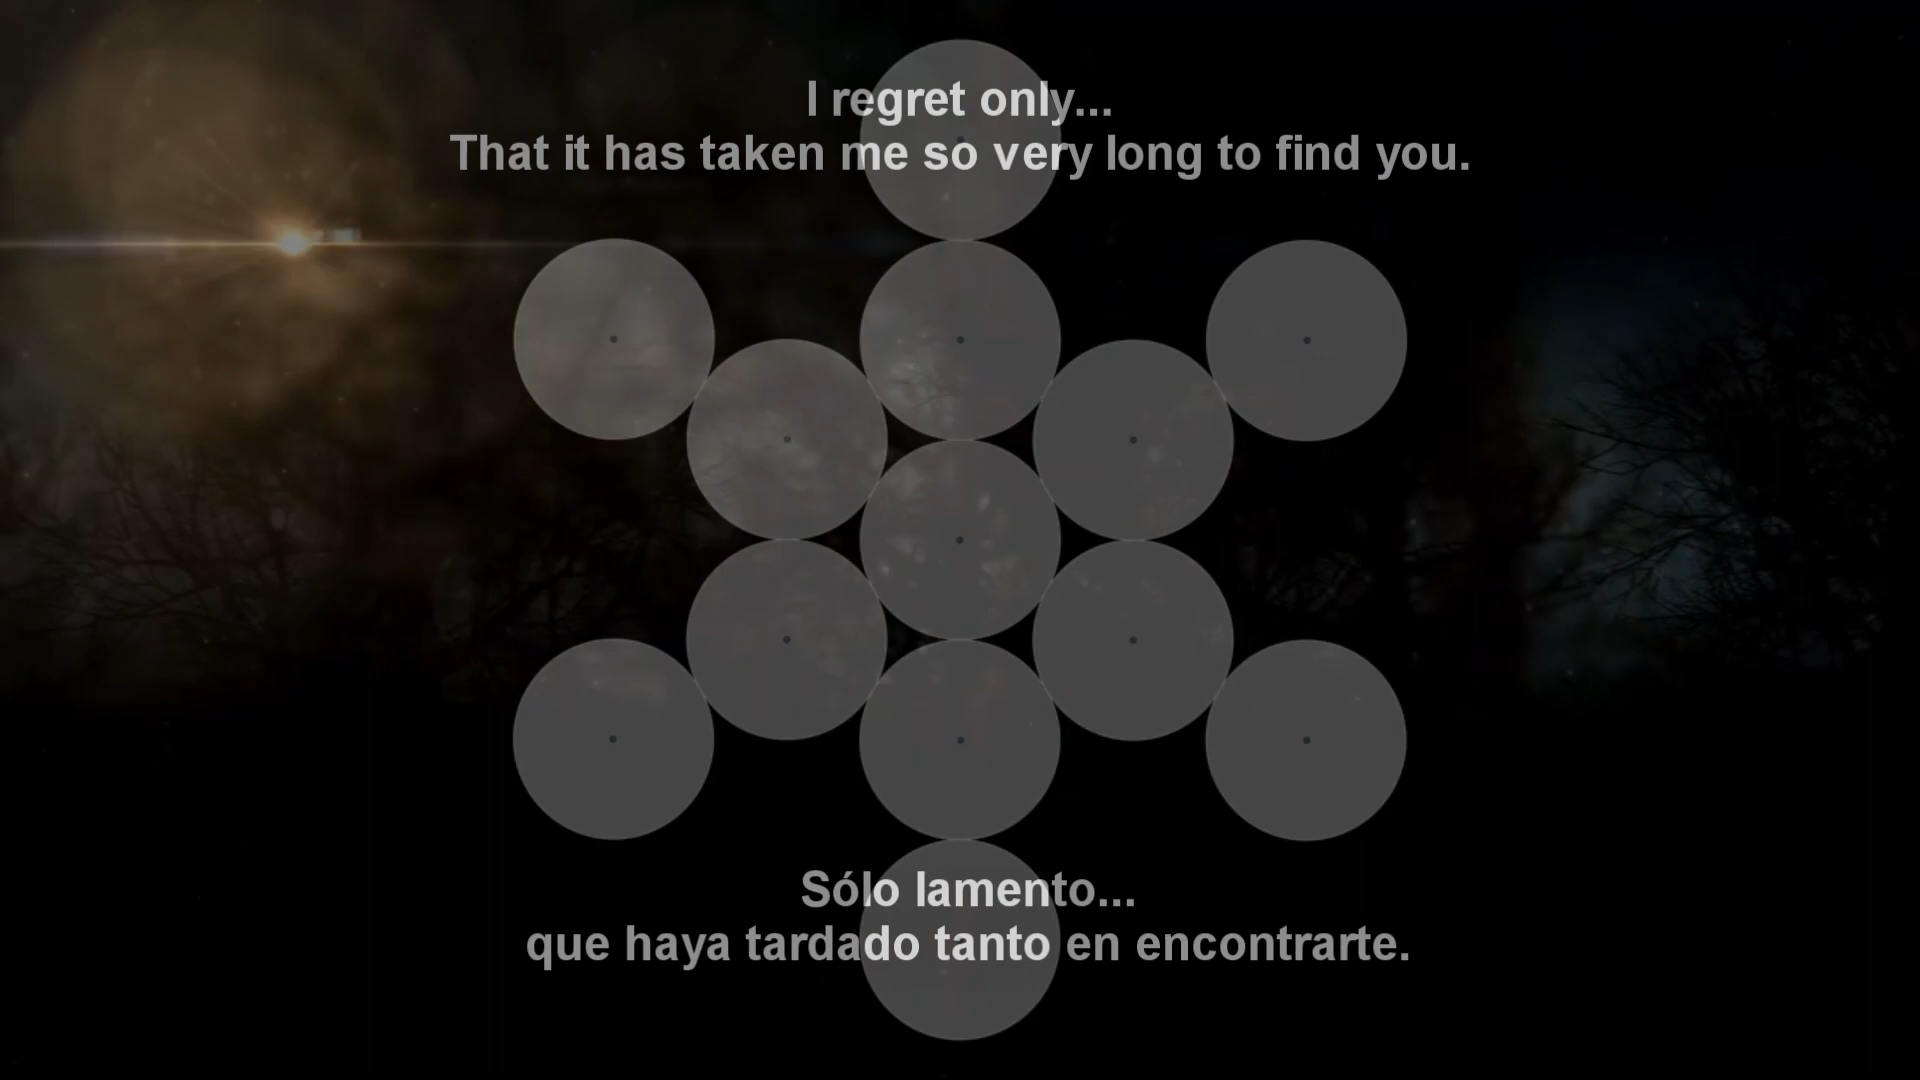 I regret only...
That it has taken me so very long to find you.
Sólo lamento...
que haya tardado tanto en encontrarte.